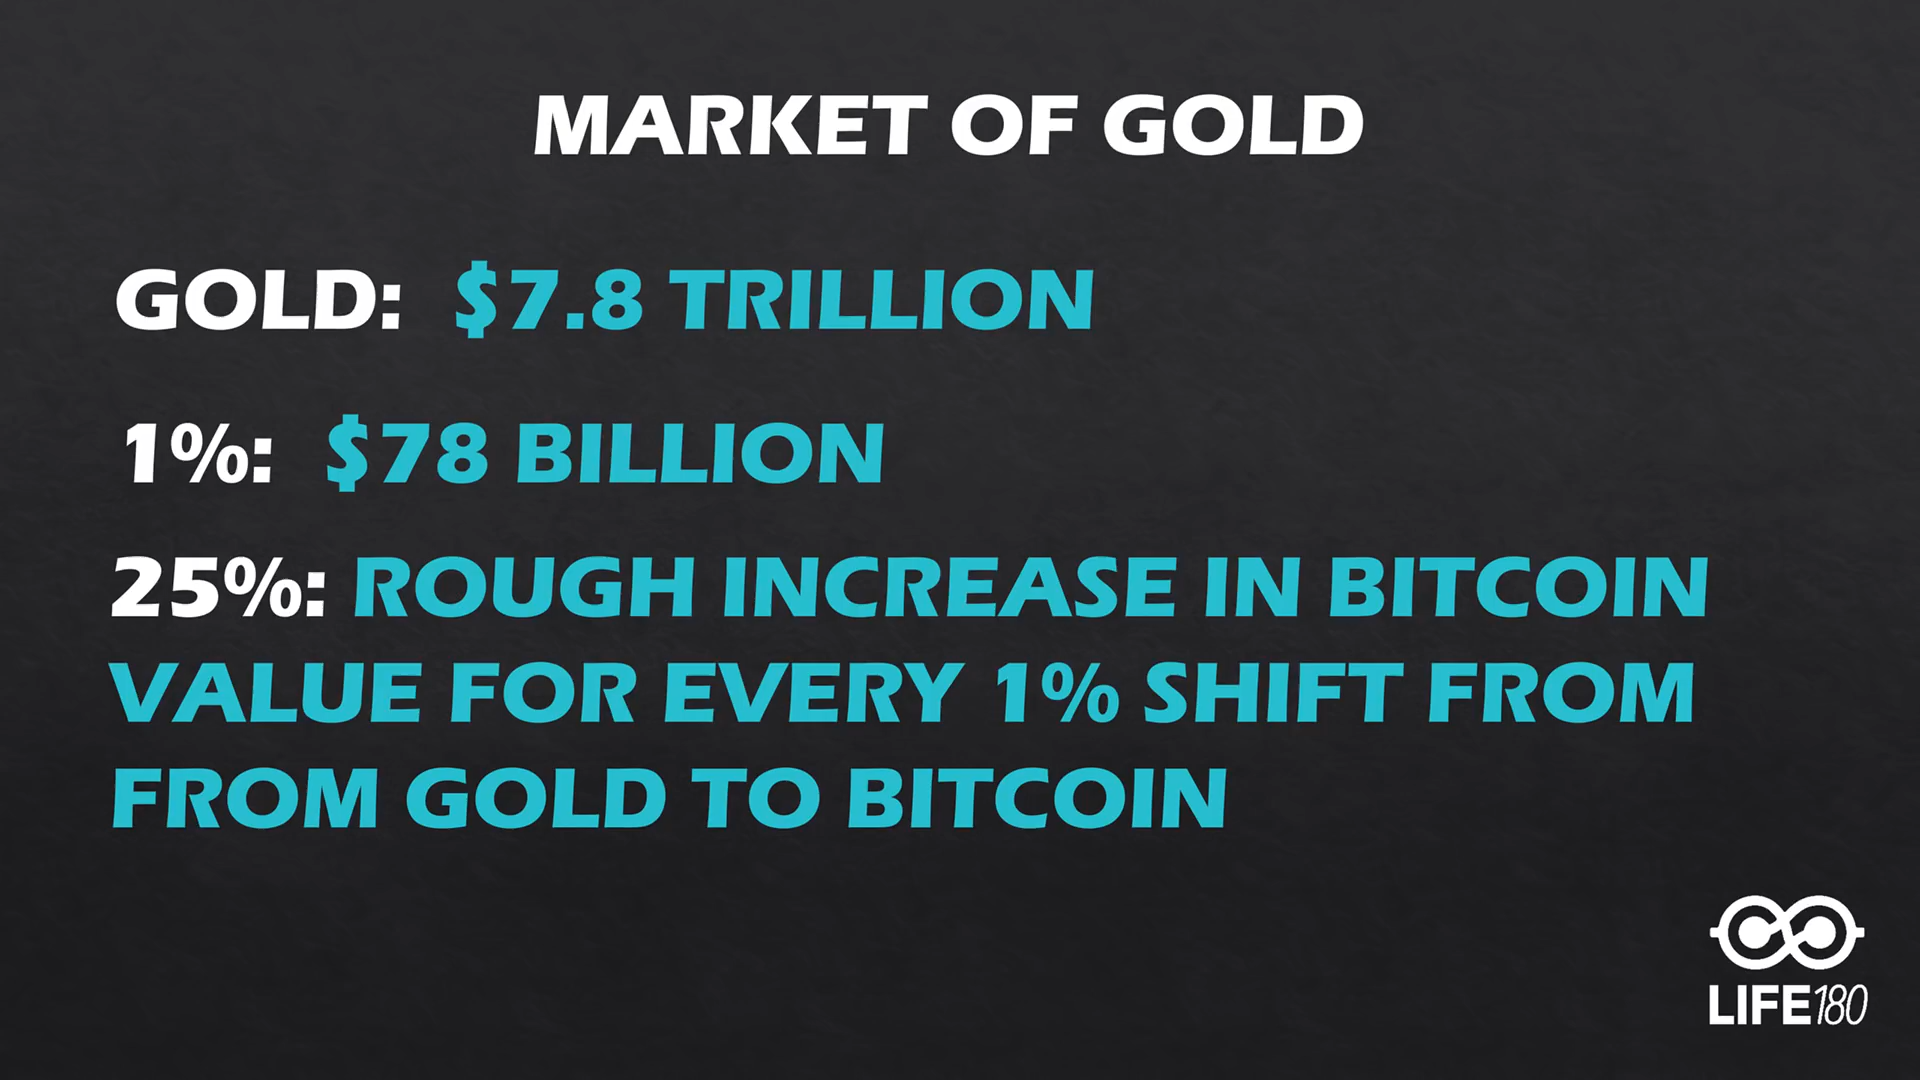 MARKET OF GOLD
GOLD: $7.8 TRILLION
1%: $78 BILLION
25%: ROUGH INCREASE IN BITCOIN
VALUE FOR EVERY 1% SHIFT FROM
FROM GOLD TO BITCOIN
LIFE180